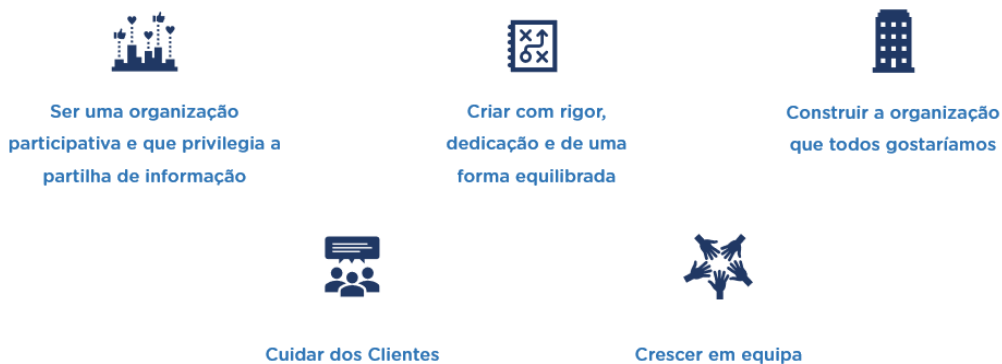 Ser uma organização
participativa e que privilegia a
partilha de informação
Criar com rigor,
dedicação e de uma
forma equilibrada
Construir a organização
que todos gostaríamos
Cuidar dos Clientes
Crescer em equipa